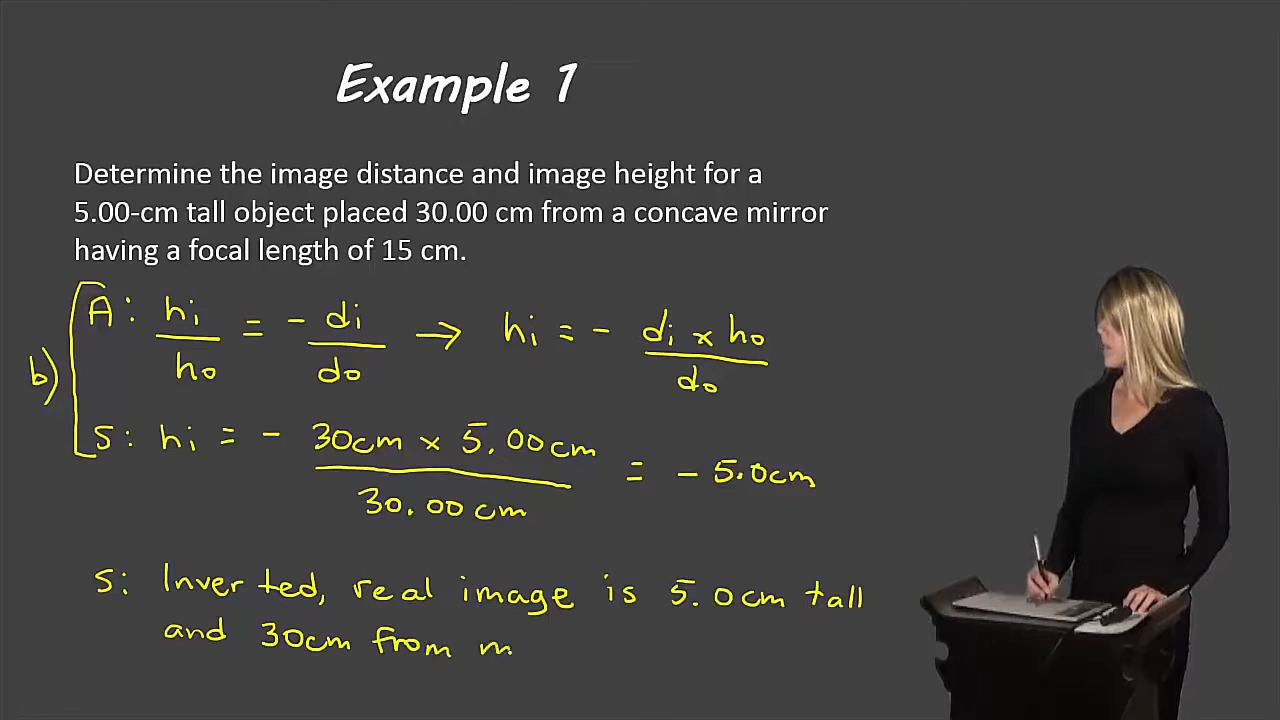 Example 1
Determine the image distance and image height for a
5.00-cm tall object placed 30.00 cm from a concave mirror
having a focal length of 15 cm.
b)
A: hi/ho = - di/do → hi = - di x ho/do
S: hi = - 30cm x 5.00cm/30.00cm = - 5.0cm
S: Inverted, real image is 5.0cm tall
and 30cm from m